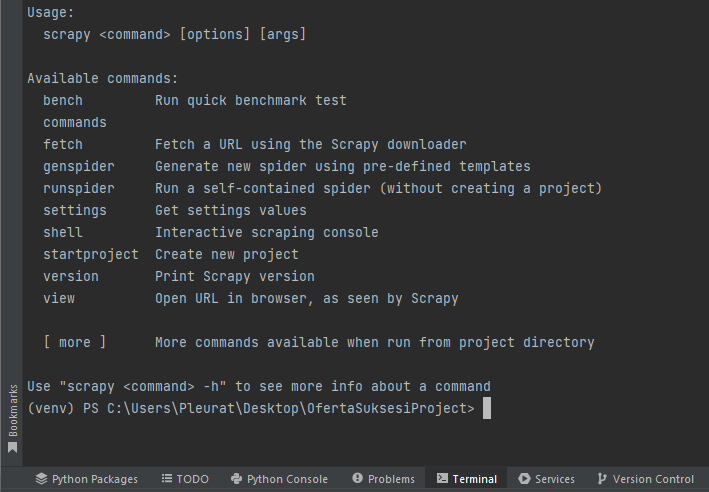 Usage:
  scrapy <command> [options] [args]

Available commands:
  bench         Run quick benchmark test
  commands
  fetch         Fetch a URL using the Scrapy downloader
  genspider     Generate new spider using pre-defined templates
  runspider     Run a self-contained spider (without creating a project)
  settings      Get settings values
  shell         Interactive scraping console
  startproject  Create new project
  version       Print Scrapy version
  view          Open URL in browser, as seen by Scrapy

  [ more ]      More commands available when run from project directory

Use "scrapy <command> -h" to see more info about a command
(venv) PS C:\Users\Pleurat\Desktop\OfertaSuksesiProject>
Bookmarks
Python Packages TODO Python Console Problems Terminal Services Version Control